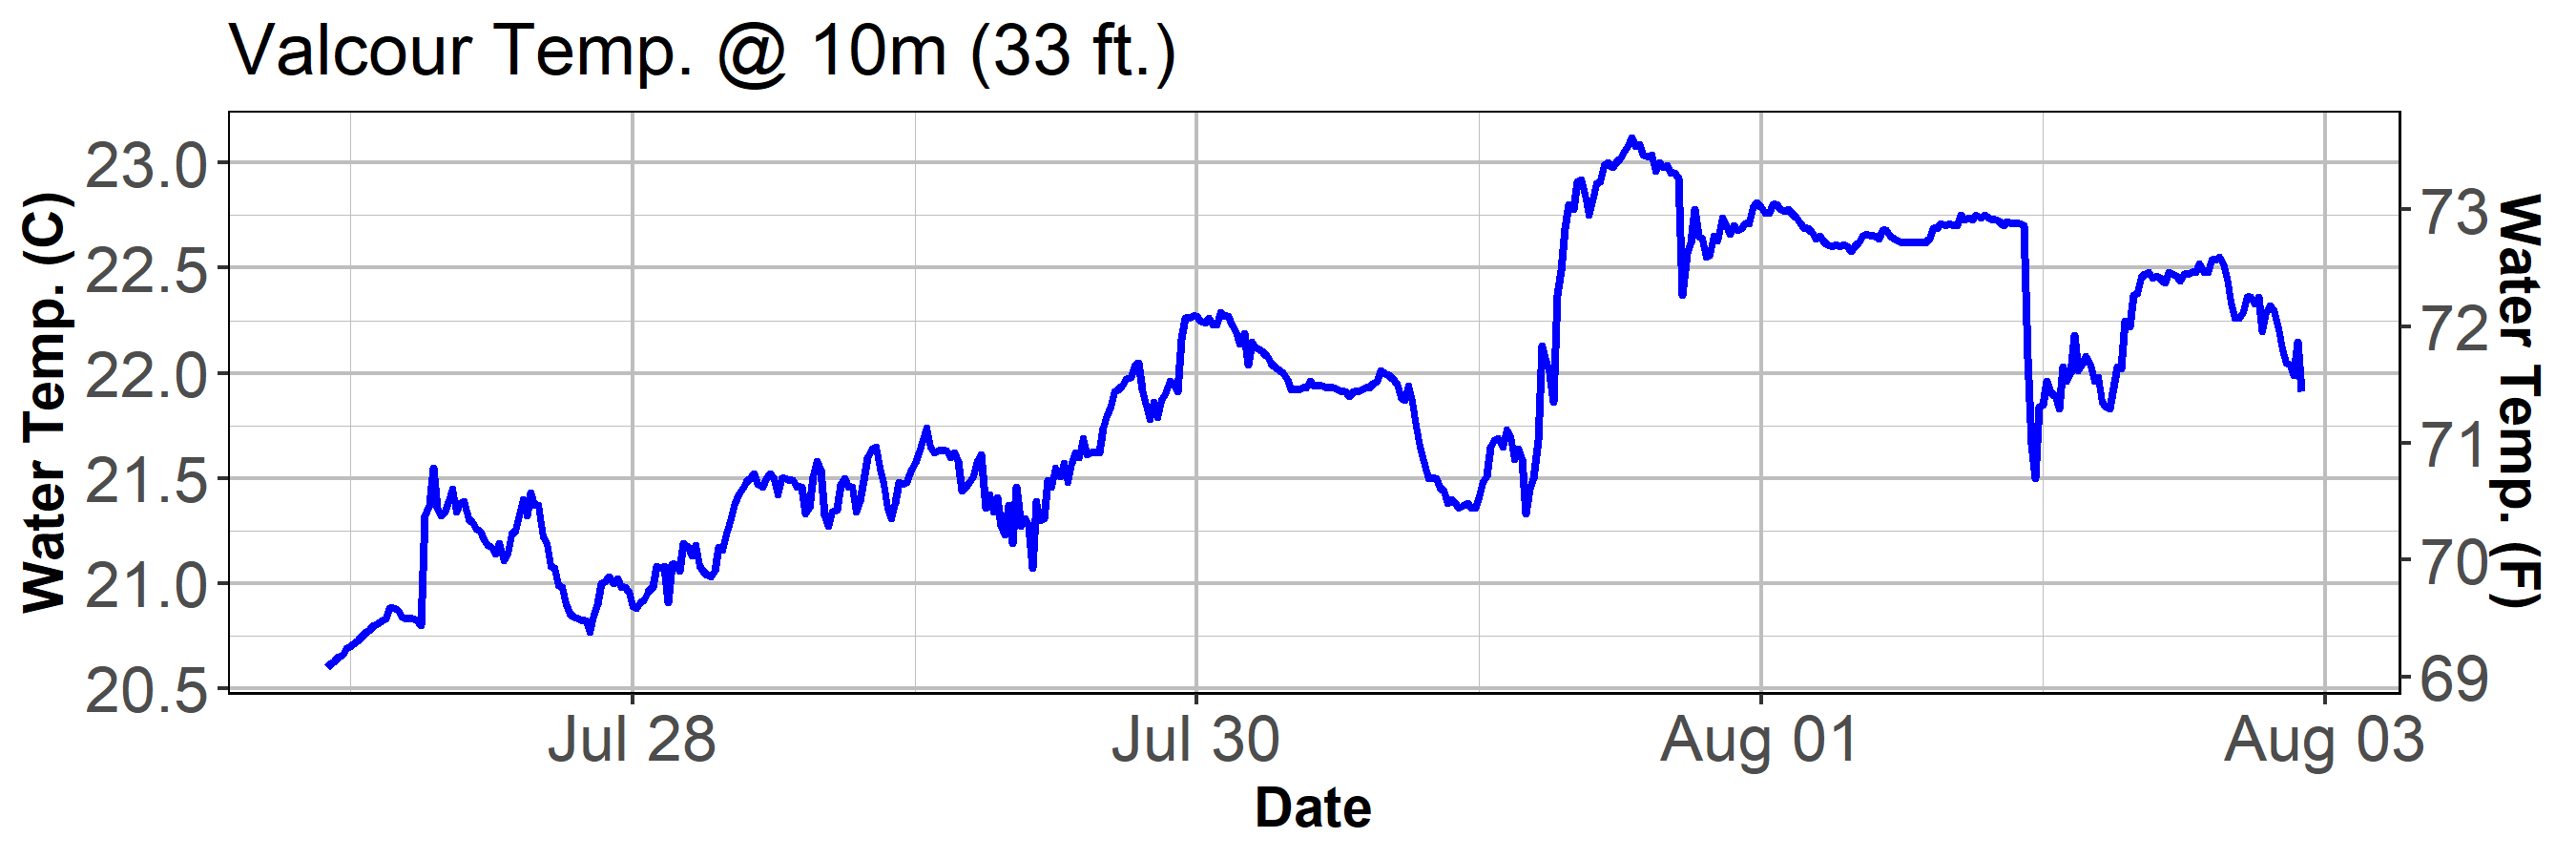 Valcour Temp. @ 10m (33 ft.)
Water Temp. (C)
23.0
22.5
22.0
21.5
21.0
20.5
73
72
71
70
69
Water Temp. (F)
Jul 28
Jul 30
Aug 01
Aug 03
Date